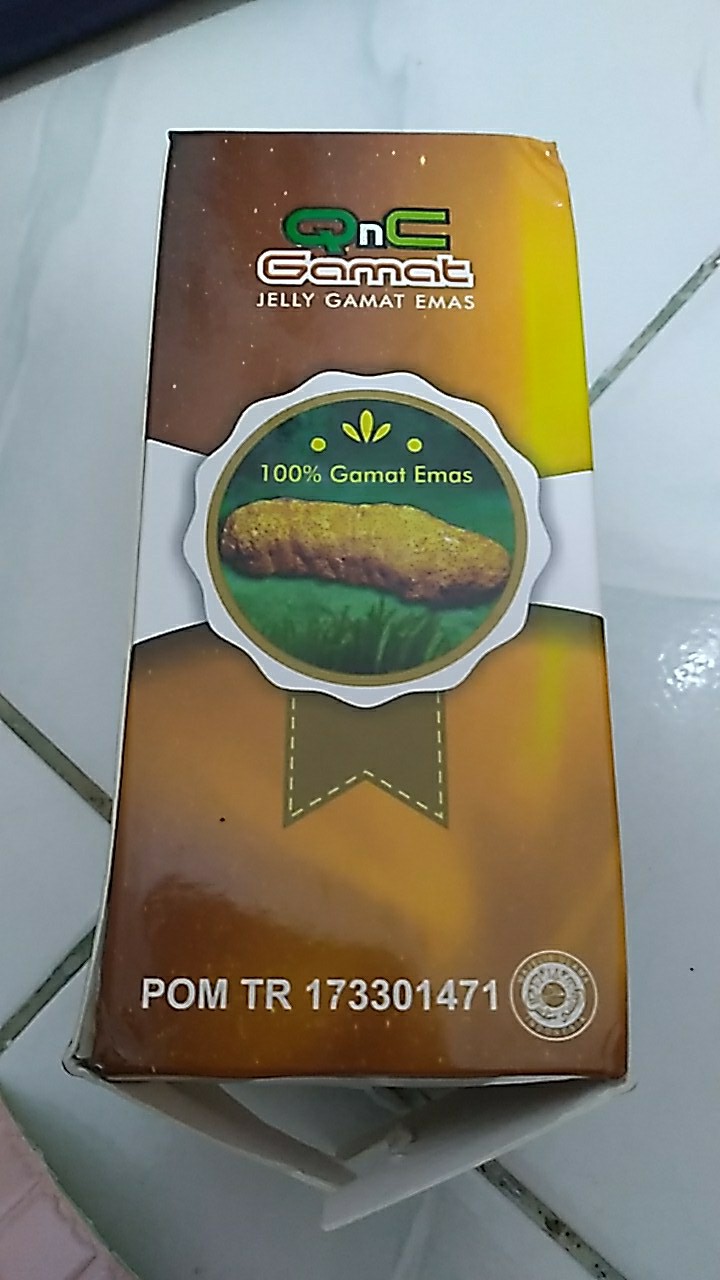 QnC
Gamat
JELLY GAMAT EMAS
100% Gamat Emas
POM TR 173301471